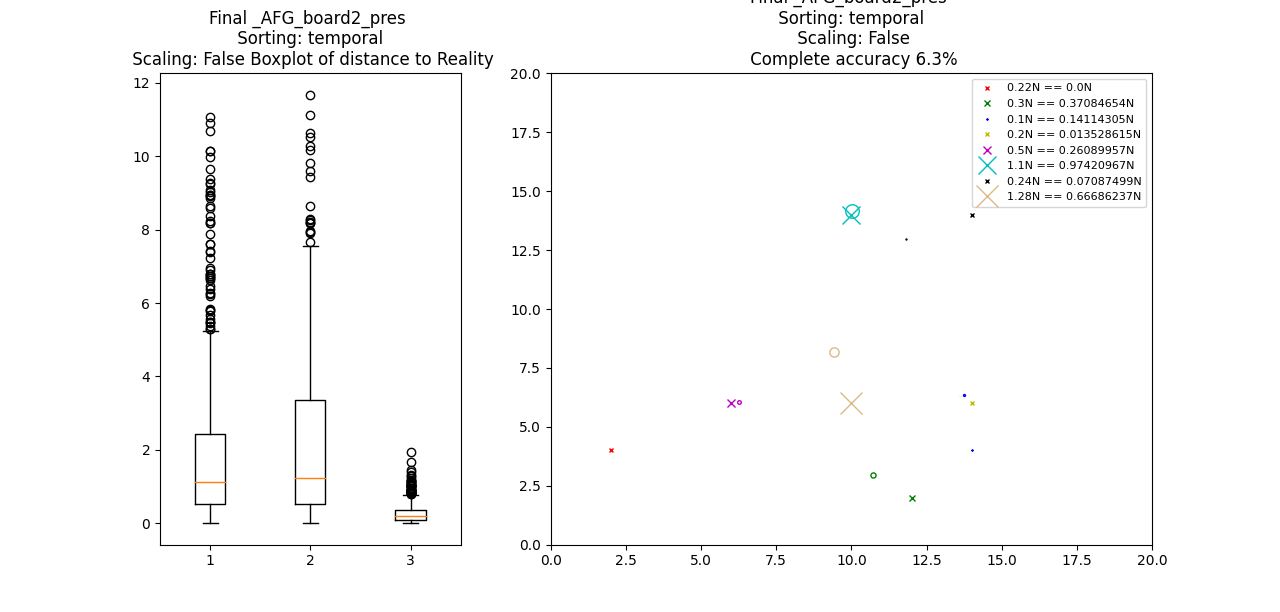 Final _AFG_board2_pres
Sorting: temporal
Scaling: False Boxplot of distance to Reality
12
10
8
6
4
2
0
1
2
3
Final _AFG_board2_pres
Sorting: temporal
Scaling: False
Complete accuracy 6.3%
20.0
17.5
15.0
12.5
10.0
7.5
5.0
2.5
0.0
0.0
2.5
5.0
7.5
10.0
12.5
15.0
17.5
20.0
0.22N == 0.0N
0.3N == 0.37084654N
0.1N == 0.14114305N
0.2N == 0.013528615N
0.5N == 0.26089957N
1.1N == 0.97420967N
0.24N == 0.07087499N
1.28N == 0.66686237N